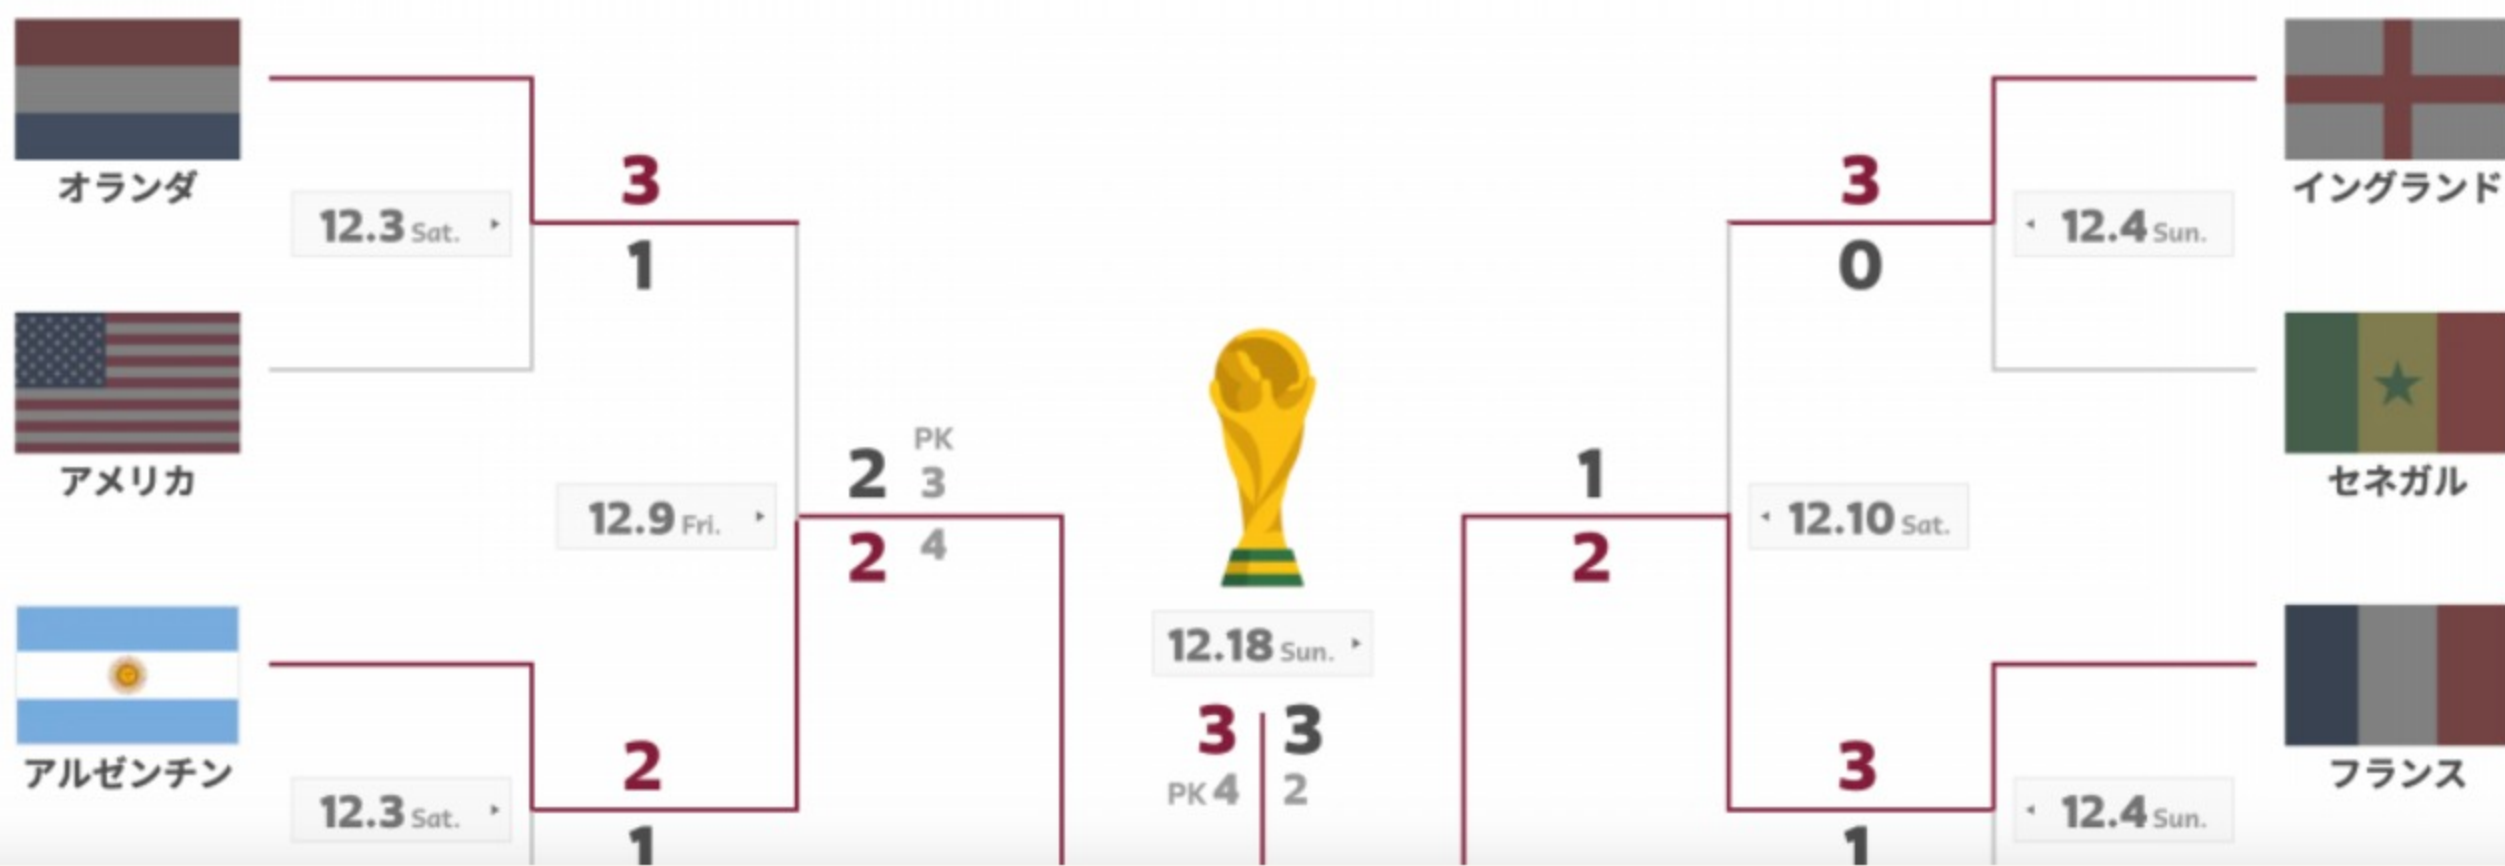 オランダ
12.3 Sat.
3
1
アメリカ
12.9 Fri.
2
2
PK
3
4
アルゼンチン
12.3 Sat.
2
1
12.18 Sun.
3 3
PK 4 2
イングランド
12.4 Sun.
3
0
セネガル
12.10 Sat.
1
2
フランス
12.4 Sun.
3
1